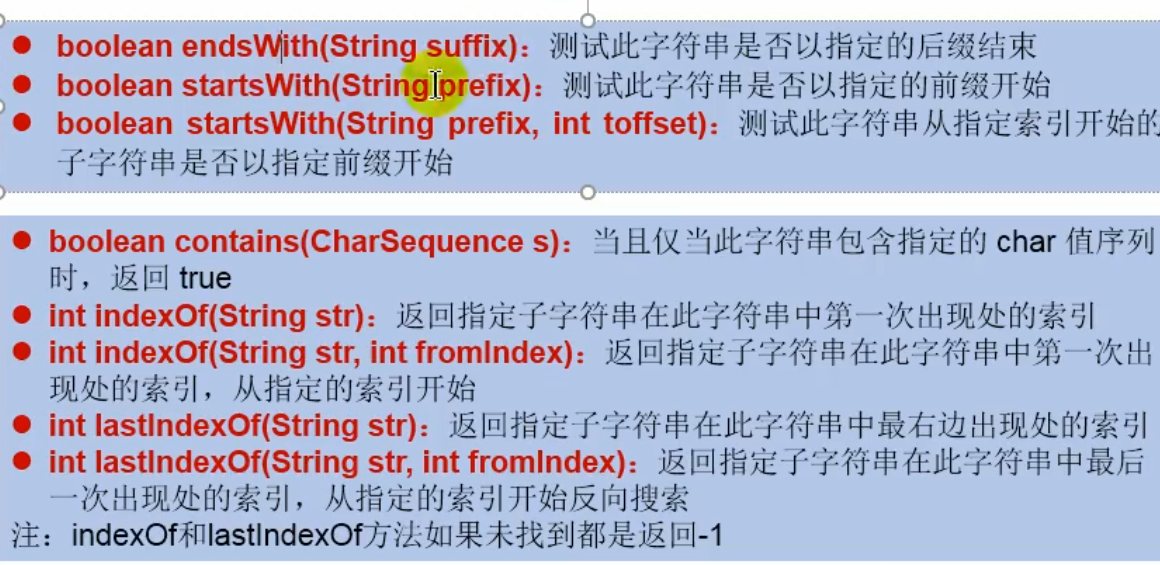 ● boolean endsWith(String suffix)：测试此字符串是否以指定的后缀结束
● boolean startsWith(String prefix)：测试此字符串是否以指定的前缀开始
● boolean startsWith(String prefix, int toffset)：测试此字符串从指定索引开始的
子字符串是否以指定前缀开始
● boolean contains(CharSequence s)：当且仅当此字符串包含指定的 char 值序列
时，返回 true
● int indexOf(String str)：返回指定子字符串在此字符串中第一次出现处的索引
● int indexOf(String str, int fromIndex)：返回指定子字符串在此字符串中第一次出
现处的索引，从指定的索引开始
● int lastIndexOf(String str)：返回指定子字符串在此字符串中最右边出现处的索引
● int lastIndexOf(String str, int fromIndex)：返回指定子字符串在此字符串中最后
一次出现处的索引，从指定的索引开始反向搜索
注：indexOf和lastIndexOf方法如果未找到都是返回-1